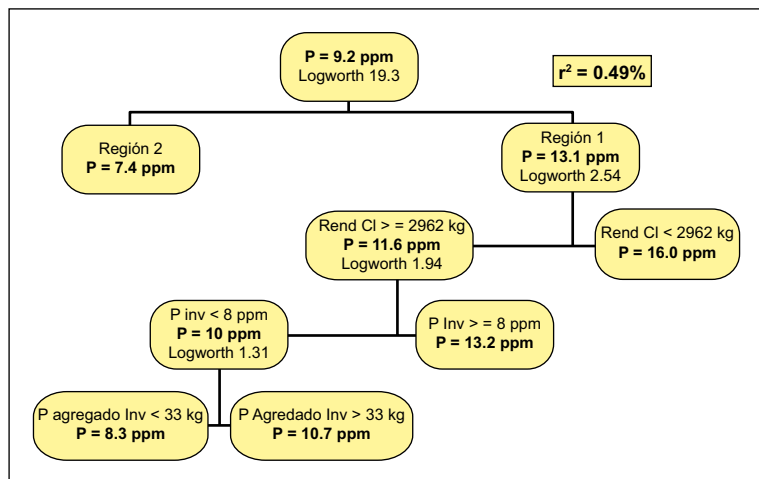 P = 9.2 ppm
Logworth 19.3
r² = 0.49%
Región 2
P = 7.4 ppm
Región 1
P = 13.1 ppm
Logworth 2.54
Rend Cl > = 2962 kg
P = 11.6 ppm
Logworth 1.94
Rend Cl < 2962 kg
P = 16.0 ppm
P inv < 8 ppm
P = 10 ppm
Logworth 1.31
P Inv > = 8 ppm
P = 13.2 ppm
P agregado Inv < 33 kg
P = 8.3 ppm
P Agredado Inv > 33 kg
P = 10.7 ppm